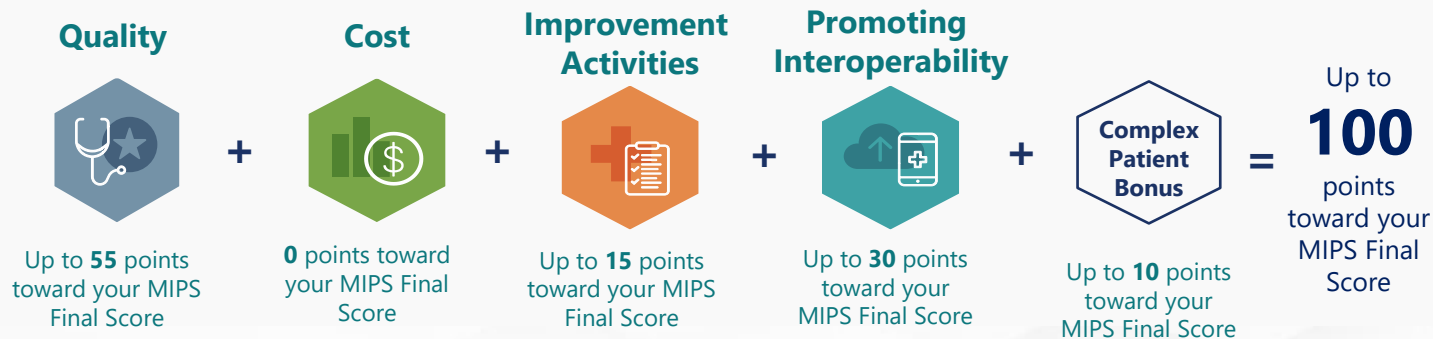 Quality
Up to 55 points
toward your MIPS
Final Score
+
Cost
$
0 points toward
your MIPS Final
Score
+
Improvement
Activities
Up to 15 points
toward your MIPS
Final Score
+
Promoting
Interoperability
Up to 30 points
toward your
MIPS Final Score
+
Complex
Patient
Bonus
Up to 10 points
toward your
MIPS Final Score
=
Up to
100
points
toward your
MIPS Final
Score